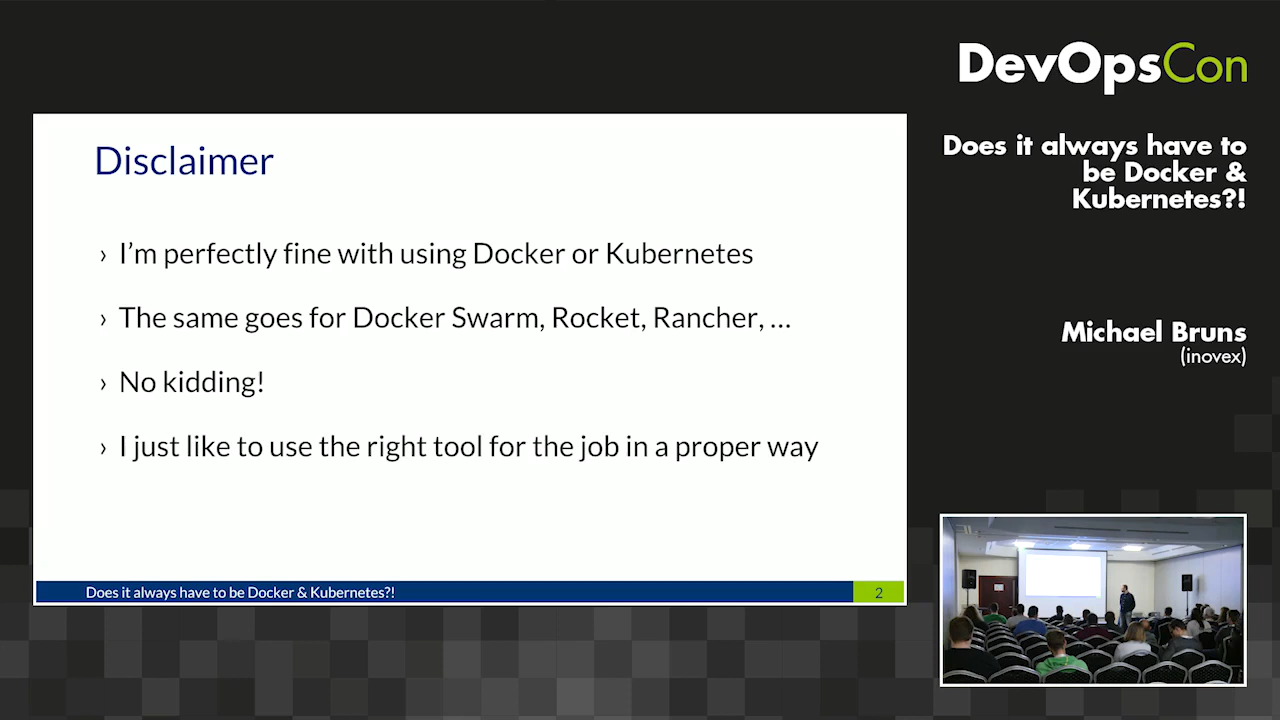 DevOpsCon
Does it always have to
be Docker &
Kubernetes?!
Michael Bruns
(inovex)
Disclaimer
› I’m perfectly fine with using Docker or Kubernetes
› The same goes for Docker Swarm, Rocket, Rancher, …
› No kidding!
› I just like to use the right tool for the job in a proper way
Does it always have to be Docker & Kubernetes?!
2